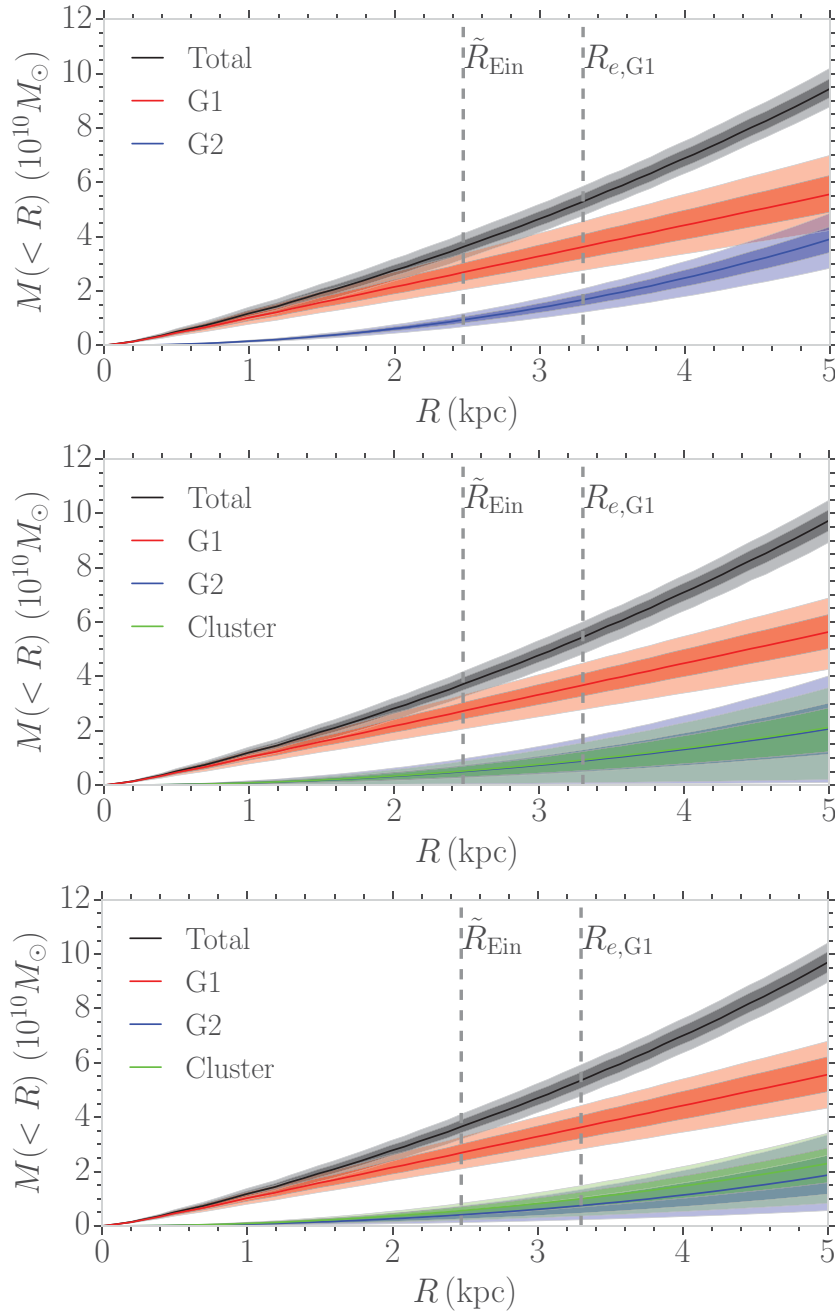 12
10
8
6
4
2
0
M(< R) (10^{10} M_⊙)
Total
G1
G2
R̃_Ein
R_{e,G1}
0 1 2 3 4 5
R (kpc)
12
10
8
6
4
2
0
M(< R) (10^{10} M_⊙)
Total
G1
G2
Cluster
R̃_Ein
R_{e,G1}
0 1 2 3 4 5
R (kpc)
12
10
8
6
4
2
0
M(< R) (10^{10} M_⊙)
Total
G1
G2
Cluster
R̃_Ein
R_{e,G1}
0 1 2 3 4 5
R (kpc)